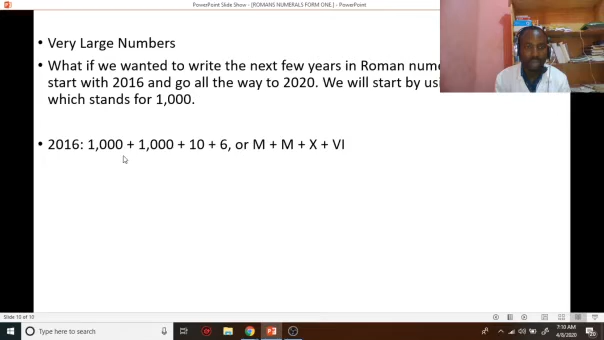 PowerPoint Slide Show - [ROMANS NUMERALS FORM ONE.] - PowerPoint
• Very Large Numbers
• What if we wanted to write the next few years in Roman
start with 2016 and go all the way to 2020. We will start by
which stands for 1,000.
• 2016: 1,000 + 1,000 + 10 + 6, or M + M + X + VI
Slide 10 of 10
Type here to search
7:10 AM
4/8/2020